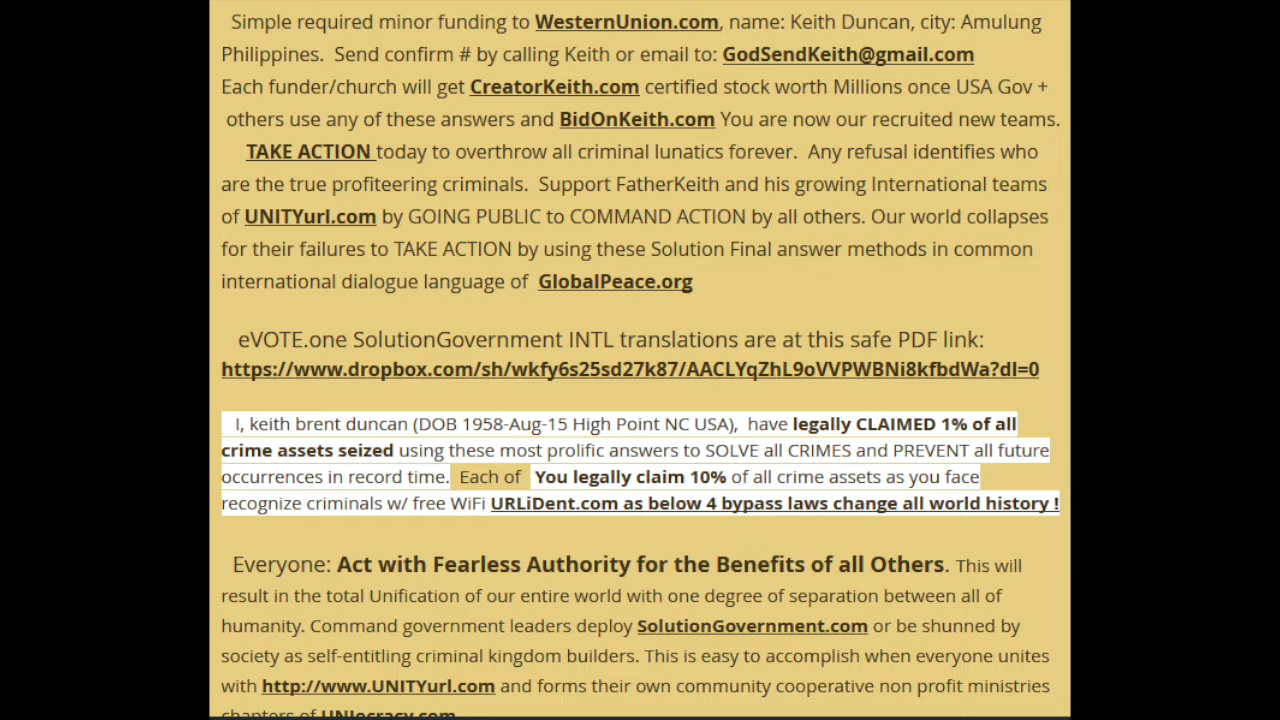 Simple required minor funding to WesternUnion.com, name: Keith Duncan, city: Amulung
Philippines. Send confirm # by calling Keith or email to: GodSendKeith@gmail.com
Each funder/church will get CreatorKeith.com certified stock worth Millions once USA Gov +
others use any of these answers and BidOnKeith.com You are now our recruited new teams.
TAKE ACTION today to overthrow all criminal lunatics forever. Any refusal identifies who
are the true profiteering criminals. Support FatherKeith and his growing International teams
of UNITYurl.com by GOING PUBLIC to COMMAND ACTION by all others. Our world collapses
for their failures to TAKE ACTION by using these Solution Final answer methods in common
international dialogue language of GlobalPeace.org
eVOTE.one SolutionGovernment INTL translations are at this safe PDF link:
https://www.dropbox.com/sh/wkfy6s25sd27k87/AACLYqZhL9oVVPWBNi8kfbdWa?dl=0
I, keith brent duncan (DOB 1958-Aug-15 High Point NC USA), have legally CLAIMED 1% of all
crime assets seized using these most prolific answers to SOLVE all CRIMES and PREVENT all future
occurrences in record time. Each of You legally claim 10% of all crime assets as you face
recognize criminals w/ free WiFi URLiDent.com as below 4 bypass laws change all world history !
Everyone: Act with Fearless Authority for the Benefits of all Others. This will
result in the total Unification of our entire world with one degree of separation between all of
humanity. Command government leaders deploy SolutionGovernment.com or be shunned by
society as self-entitling criminal kingdom builders. This is easy to accomplish when everyone unites
with http://www.UNITYurl.com and forms their own community cooperative non profit ministries
chapters of UNIocracy.com